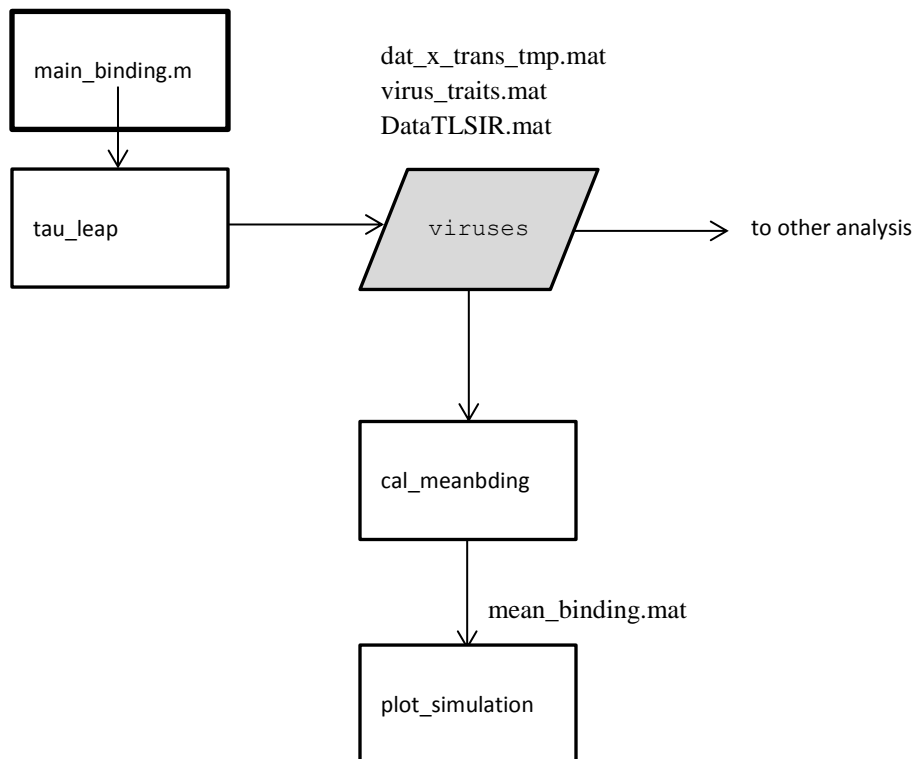 main_binding.m
dat_x_trans_tmp.mat
virus_traits.mat
DataTLSIR.mat
tau_leap
viruses
to other analysis
cal_meanbding
mean_binding.mat
plot_simulation